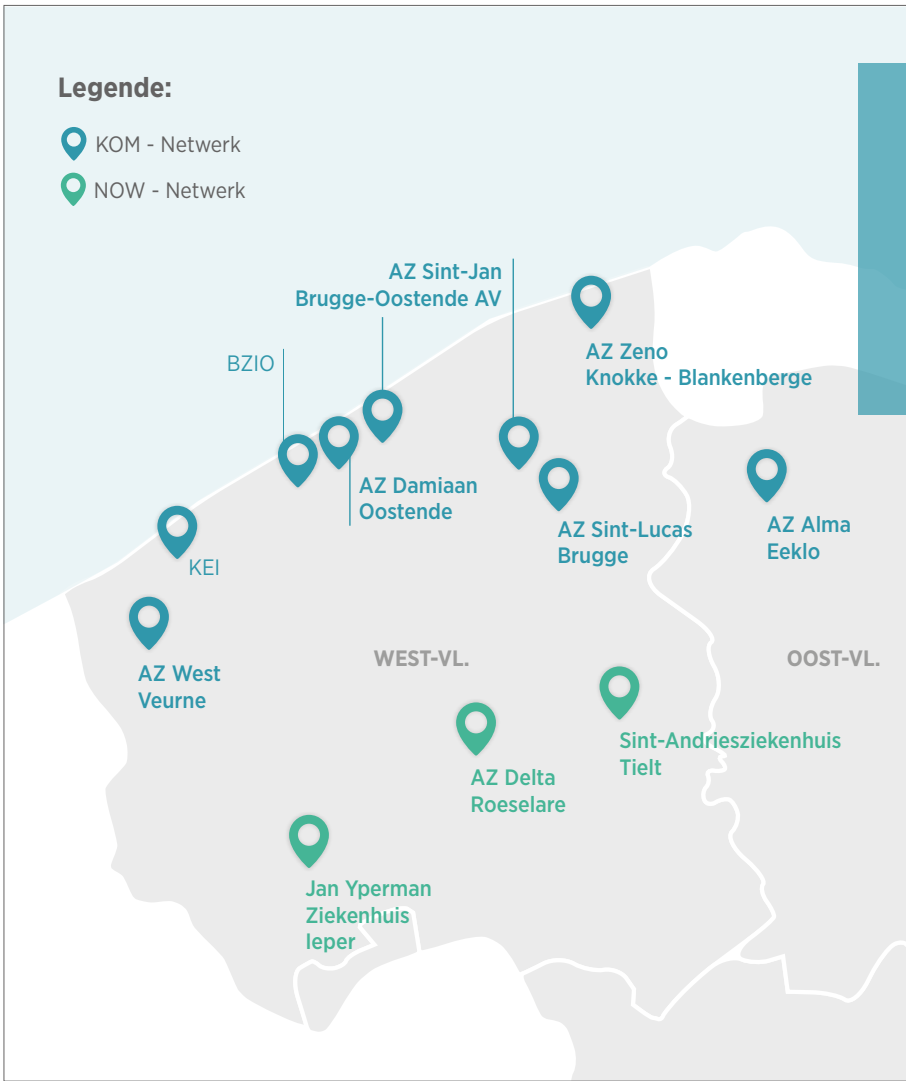 Legende:
KOM - Netwerk
NOW - Netwerk
AZ Sint-Jan
Brugge-Oostende AV
BZIO
AZ Zeno
Knokke - Blankenberge
AZ Damiaan
Oostende
AZ Sint-Lucas
Brugge
AZ Alma
Eeklo
KEI
AZ West
Veurne
WEST-VL.
OOST-VL.
Sint-Andriesziekenhuis
Tielt
AZ Delta
Roeselare
Jan Yperman
Ziekenhuis
Ieper